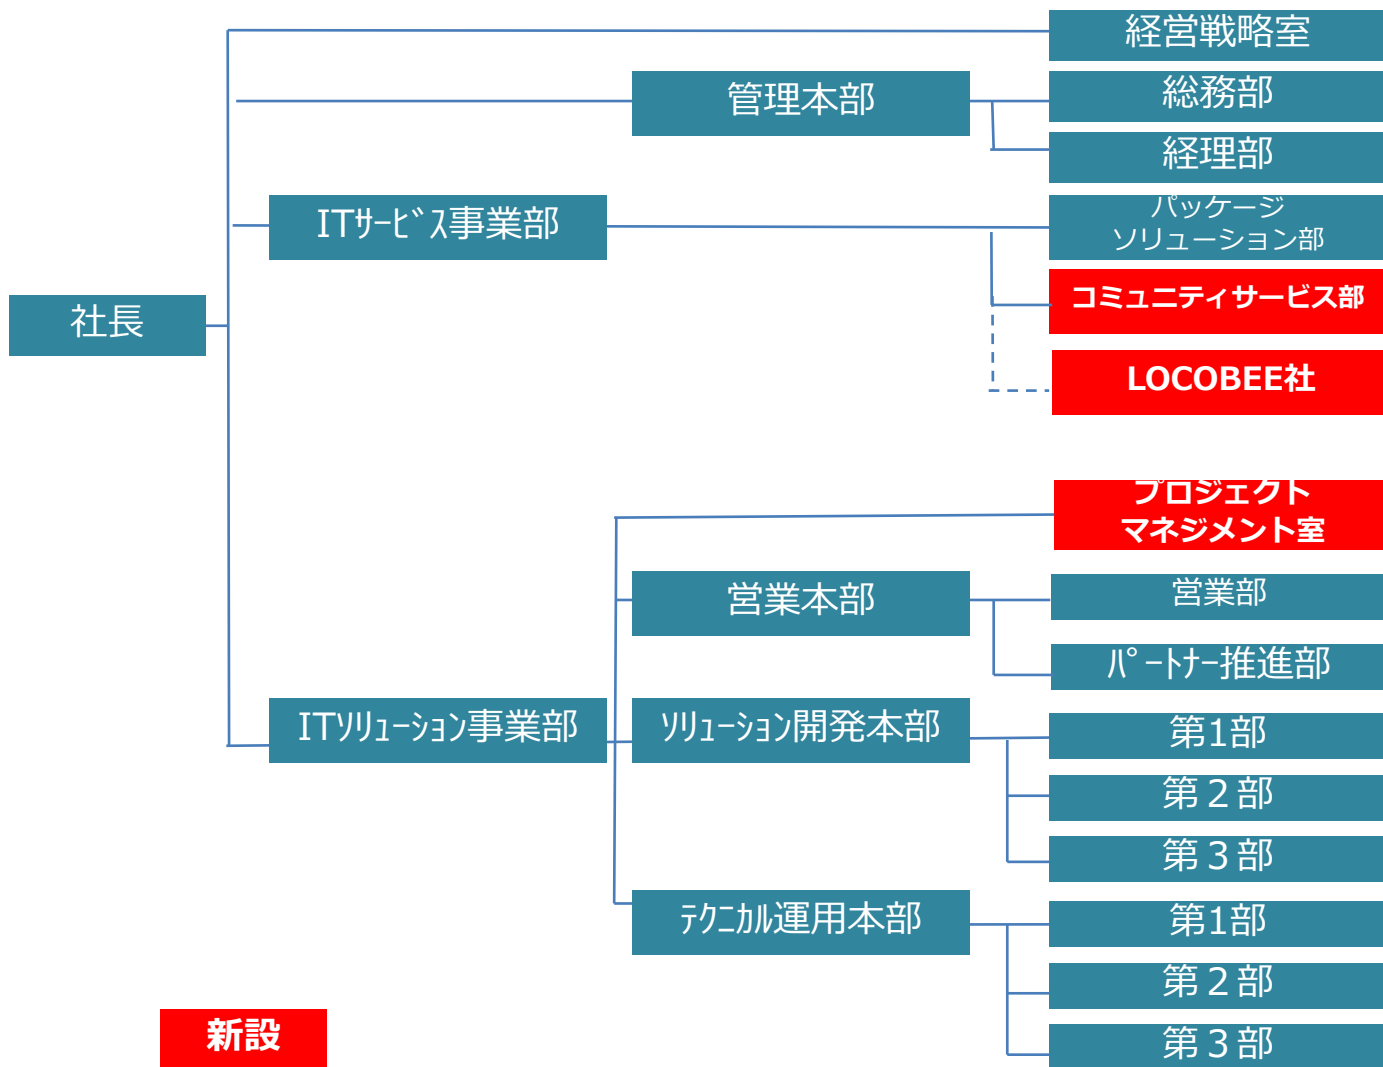 経営戦略室
管理本部
総務部
経理部
ITｻｰﾋﾞｽ事業部
パッケージ
ソリューション部
コミュニティサービス部
社長
LOCOBEE社
プロジェクト
マネジメント室
営業本部
営業部
ﾊﾟｰﾄﾅｰ推進部
ITｿﾘｭｰｼｮﾝ事業部
ｿﾘｭｰｼｮﾝ開発本部
第1部
第２部
第３部
ﾃｸﾆｶﾙ運用本部
第1部
第２部
第３部
新設